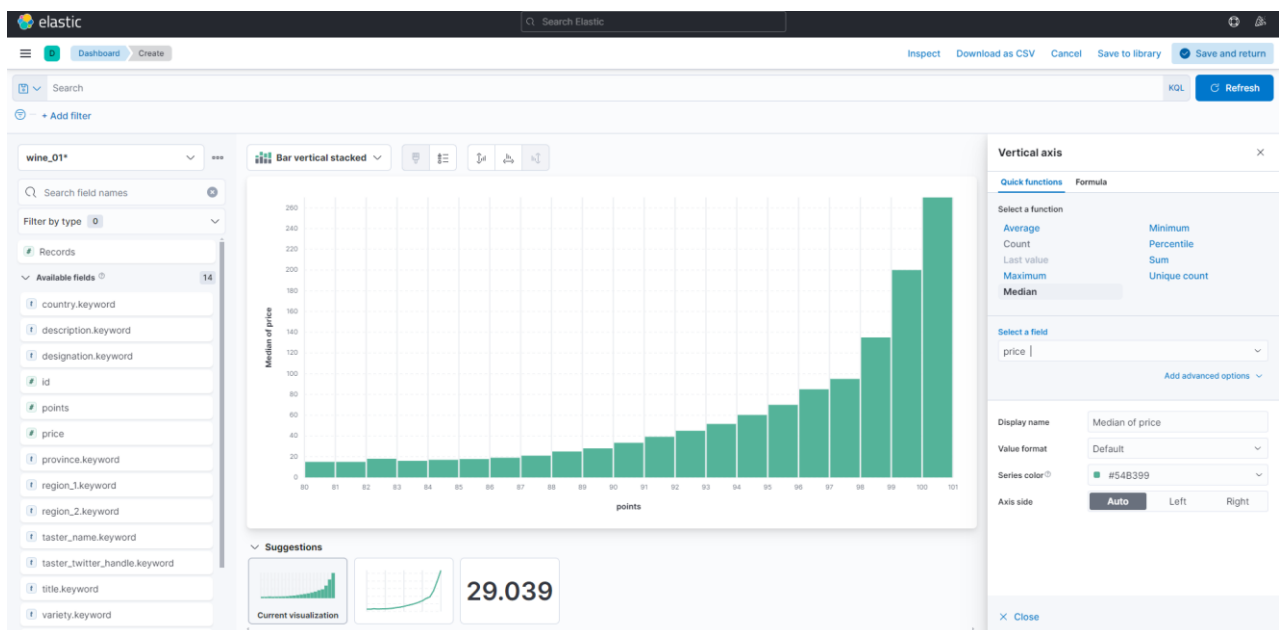 elastic
Search Elastic
D
Dashboard
Create
Inspect
Download as CSV
Cancel
Save to library
Save and return
Search
KQL
Refresh
+ Add filter
wine_01*
Search field names
Filter by type 0
# Records
Available fields
14
t country.keyword
t description.keyword
t designation.keyword
# id
# points
# price
t province.keyword
t region_1.keyword
t region_2.keyword
t taster_name.keyword
t taster_twitter_handle.keyword
t title.keyword
t variety.keyword
Bar vertical stacked
Median of price
260
240
220
200
180
160
140
120
100
80
60
40
20
0
80 81 82 83 84 85 86 87 88 89 90 91 92 93 94 95 96 97 98 99 100 101
points
Suggestions
Current visualization
29.039
Vertical axis
Quick functions
Formula
Select a function
Average
Count
Last value
Maximum
Median
Minimum
Percentile
Sum
Unique count
Select a field
price
Add advanced options
Display name
Median of price
Value format
Default
Series color
#54B399
Axis side
Auto
Left
Right
Close